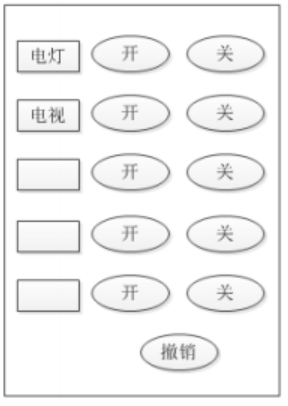 电灯 开 关
电视 开 关
开 关
开 关
开 关
撤销